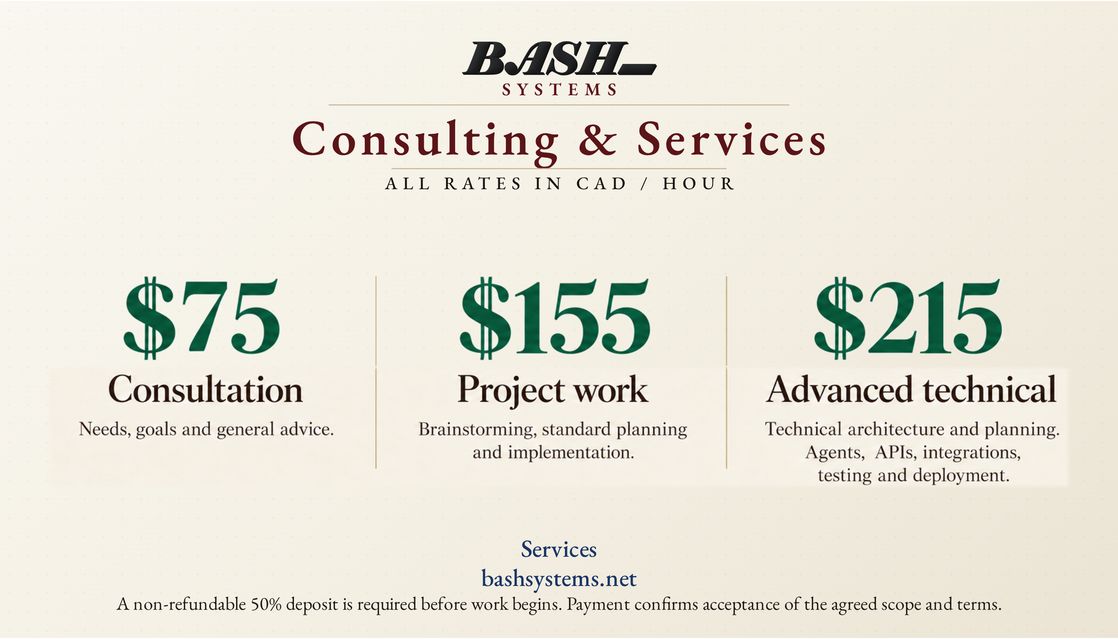 BASH_
SYSTEMS
Consulting & Services
ALL RATES IN CAD / HOUR
$75
Consultation
Needs, goals and general advice.
$155
Project work
Brainstorming, standard planning
and implementation.
$215
Advanced technical
Technical architecture and planning.
Agents, APIs, integrations,
testing and deployment.
Services
bashsystems.net
A non-refundable 50% deposit is required before work begins. Payment confirms acceptance of the agreed scope and terms.